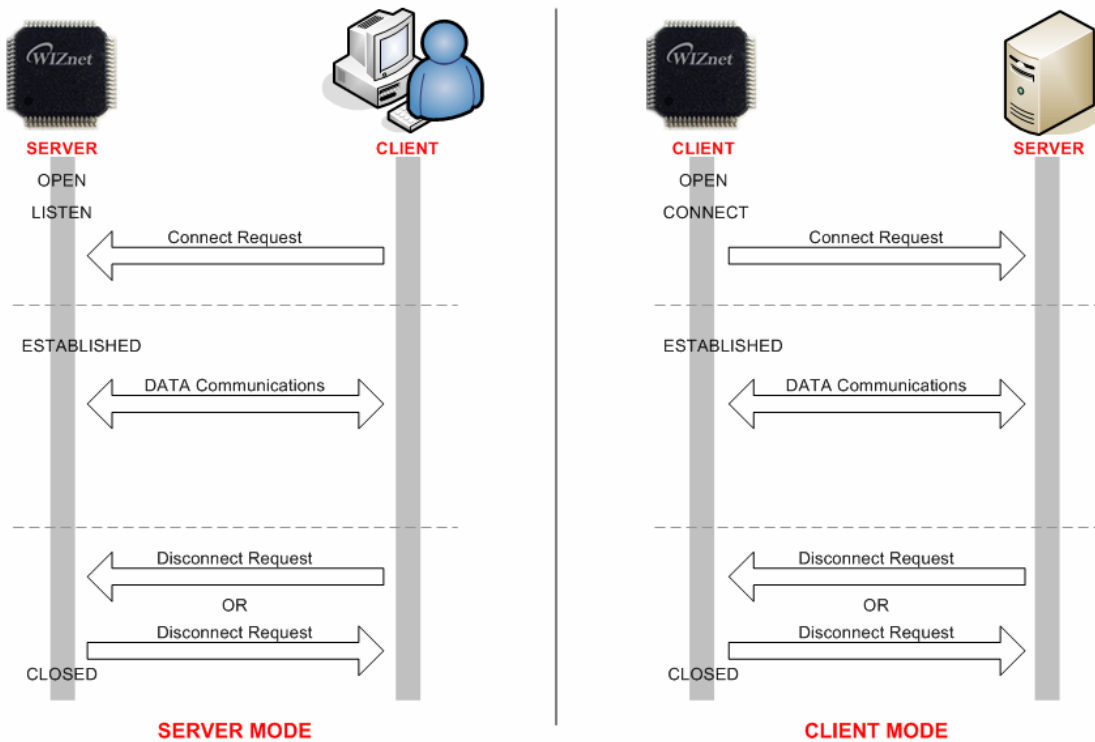 WIZnet
SERVER
CLIENT
OPEN
LISTEN
Connect Request
ESTABLISHED
DATA Communications
Disconnect Request
OR
Disconnect Request
CLOSED
SERVER MODE
WIZnet
CLIENT
SERVER
OPEN
CONNECT
Connect Request
ESTABLISHED
DATA Communications
Disconnect Request
OR
Disconnect Request
CLOSED
CLIENT MODE